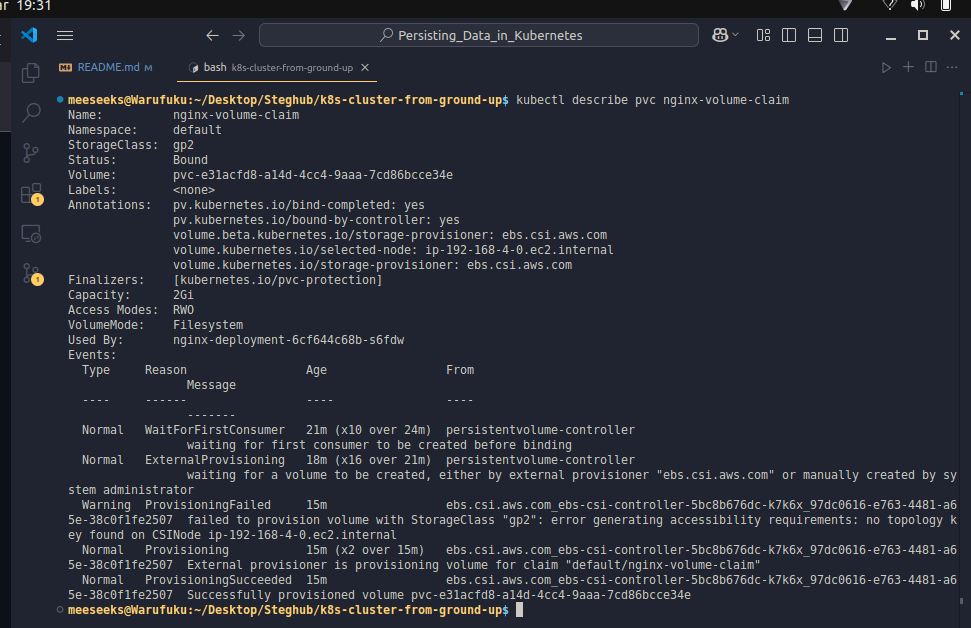 19:31
Persisting_Data_in_Kubernetes
README.md M
bash k8s-cluster-from-ground-up
meeseeks@Warufuku:~/Desktop/Steghub/k8s-cluster-from-ground-up$ kubectl describe pvc nginx-volume-claim
Name: nginx-volume-claim
Namespace: default
StorageClass: gp2
Status: Bound
Volume: pvc-e31acfd8-a14d-4cc4-9aaa-7cd86bcce34e
Labels: <none>
Annotations: pv.kubernetes.io/bind-completed: yes
pv.kubernetes.io/bound-by-controller: yes
volume.beta.kubernetes.io/storage-provisioner: ebs.csi.aws.com
volume.kubernetes.io/selected-node: ip-192-168-4-0.ec2.internal
volume.kubernetes.io/storage-provisioner: ebs.csi.aws.com
Finalizers: [kubernetes.io/pvc-protection]
Capacity: 2Gi
Access Modes: RWO
VolumeMode: Filesystem
Used By: nginx-deployment-6cf644c68b-s6fdw
Events:
Type Reason Age From
Message
---- ------ ---- ----
-------
Normal WaitForFirstConsumer 21m (x10 over 24m) persistentvolume-controller
waiting for first consumer to be created before binding
Normal ExternalProvisioning 18m (x16 over 21m) persistentvolume-controller
waiting for a volume to be created, either by external provisioner "ebs.csi.aws.com" or manually created by sy
stem administrator
Warning ProvisioningFailed 15m ebs.csi.aws.com_ebs-csi-controller-5bc8b676dc-k7k6x_97dc0616-e763-4481-a6
5e-38c0f1fe2507 failed to provision volume with StorageClass "gp2": error generating accessibility requirements: no topology k
ey found on CSINode ip-192-168-4-0.ec2.internal
Normal Provisioning 15m (x2 over 15m) ebs.csi.aws.com_ebs-csi-controller-5bc8b676dc-k7k6x_97dc0616-e763-4481-a6
5e-38c0f1fe2507 External provisioner is provisioning volume for claim "default/nginx-volume-claim"
Normal ProvisioningSucceeded 15m ebs.csi.aws.com_ebs-csi-controller-5bc8b676dc-k7k6x_97dc0616-e763-4481-a6
5e-38c0f1fe2507 Successfully provisioned volume pvc-e31acfd8-a14d-4cc4-9aaa-7cd86bcce34e
meeseeks@Warufuku:~/Desktop/Steghub/k8s-cluster-from-ground-up$
1
1